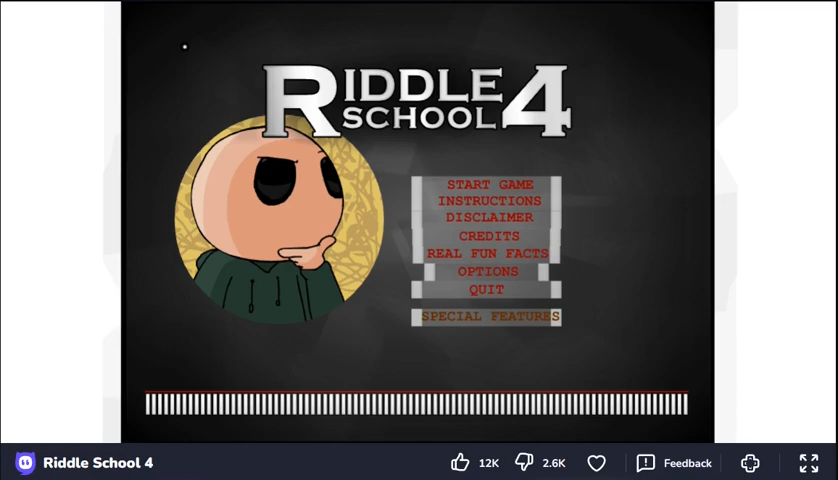 RIDDLE
SCHOOL 4
START GAME
INSTRUCTIONS
DISCLAIMER
CREDITS
REAL FUN FACTS
OPTIONS
QUIT
SPECIAL FEATURES
Riddle School 4
12K
2.6K
Feedback